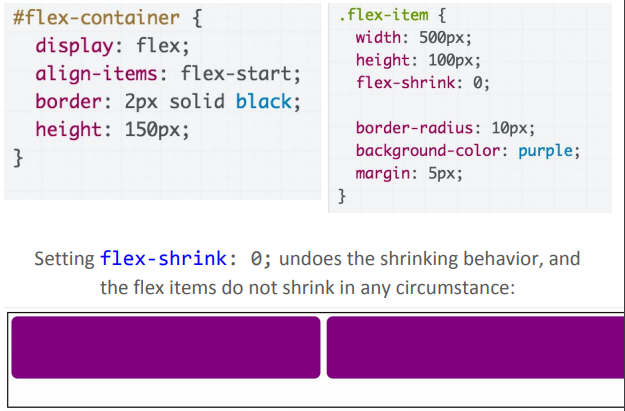 #flex-container {
display: flex;
align-items: flex-start;
border: 2px solid black;
height: 150px;
}
.flex-item {
width: 500px;
height: 100px;
flex-shrink: 0;
border-radius: 10px;
background-color: purple;
margin: 5px;
}
Setting flex-shrink: 0; undoes the shrinking behavior, and
the flex items do not shrink in any circumstance: